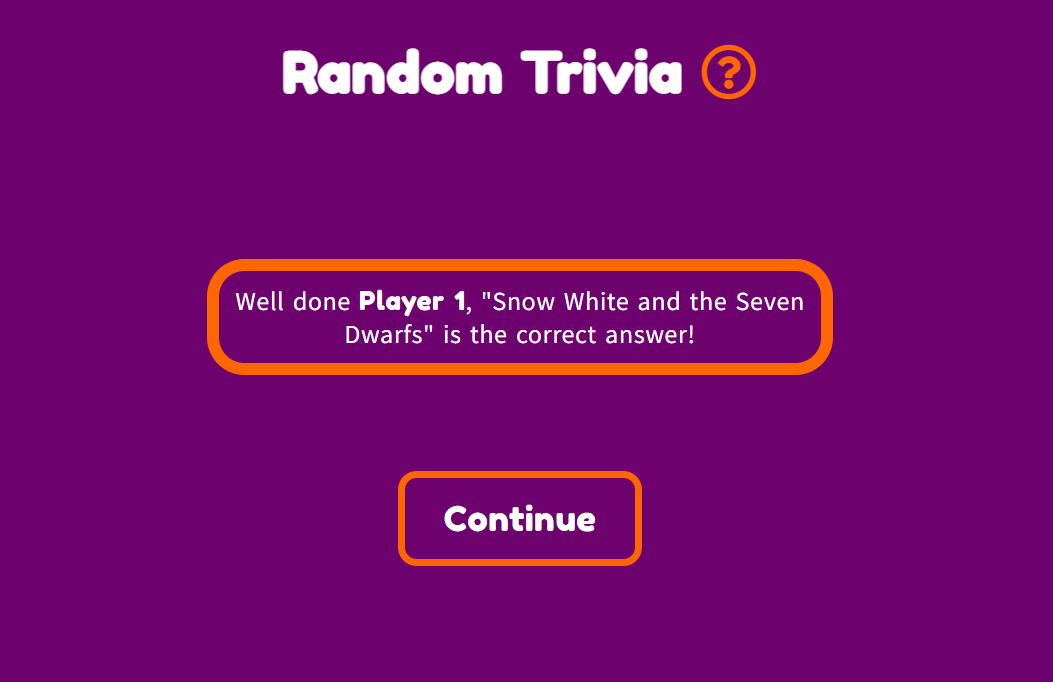 Random Trivia ?
Well done Player 1, "Snow White and the Seven
Dwarfs" is the correct answer!
Continue